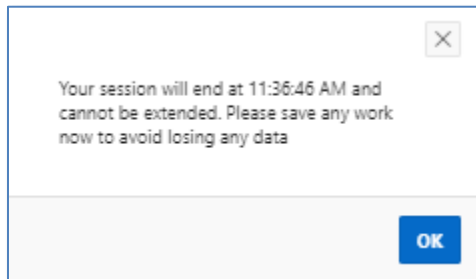 Your session will end at 11:36:46 AM and
cannot be extended. Please save any work
now to avoid losing any data
OK